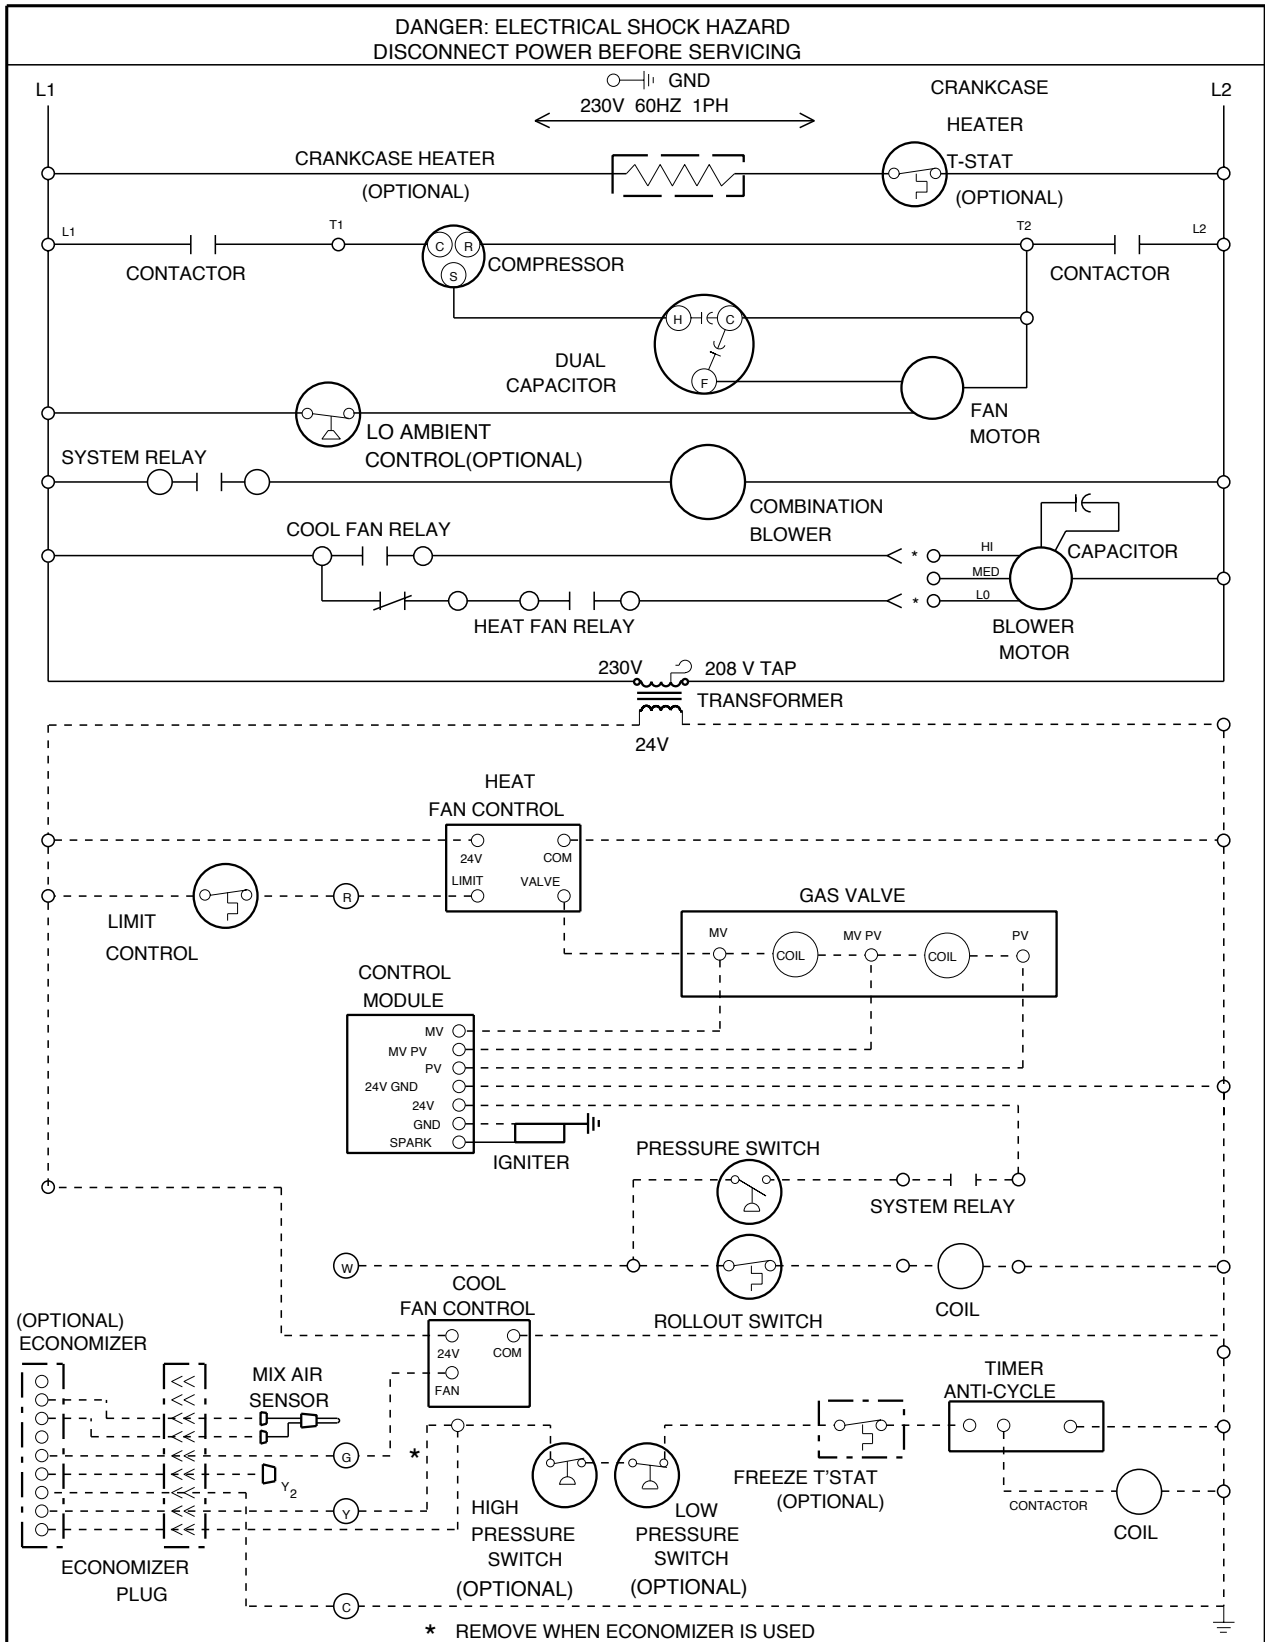 DANGER: ELECTRICAL SHOCK HAZARD
DISCONNECT POWER BEFORE SERVICING
GND
L1
230V 60HZ 1PH
CRANKCASE
HEATER
T-STAT
(OPTIONAL)
L2
CRANKCASE HEATER
(OPTIONAL)
L1
CONTACTOR
T1
C
R
S
COMPRESSOR
T2
L2
CONTACTOR
H
C
F
DUAL
CAPACITOR
FAN
MOTOR
LO AMBIENT
CONTROL(OPTIONAL)
SYSTEM RELAY
COMBINATION
BLOWER
COOL FAN RELAY
* HI
MED
* L0
CAPACITOR
HEAT FAN RELAY
BLOWER
MOTOR
230V
208 V TAP
TRANSFORMER
24V
HEAT
FAN CONTROL
24V
COM
LIMIT
VALVE
R
LIMIT
CONTROL
GAS VALVE
MV
COIL
MV PV
COIL
PV
CONTROL
MODULE
MV
MV PV
PV
24V GND
24V
GND
SPARK
IGNITER
PRESSURE SWITCH
SYSTEM RELAY
W
ROLLOUT SWITCH
COIL
COOL
FAN CONTROL
24V
COM
FAN
(OPTIONAL)
ECONOMIZER
MIX AIR
SENSOR
TIMER
ANTI-CYCLE
G
*
Y2
Y
HIGH
PRESSURE
SWITCH
(OPTIONAL)
LOW
PRESSURE
SWITCH
(OPTIONAL)
FREEZE T'STAT
(OPTIONAL)
CONTACTOR
COIL
ECONOMIZER
PLUG
C
* REMOVE WHEN ECONOMIZER IS USED